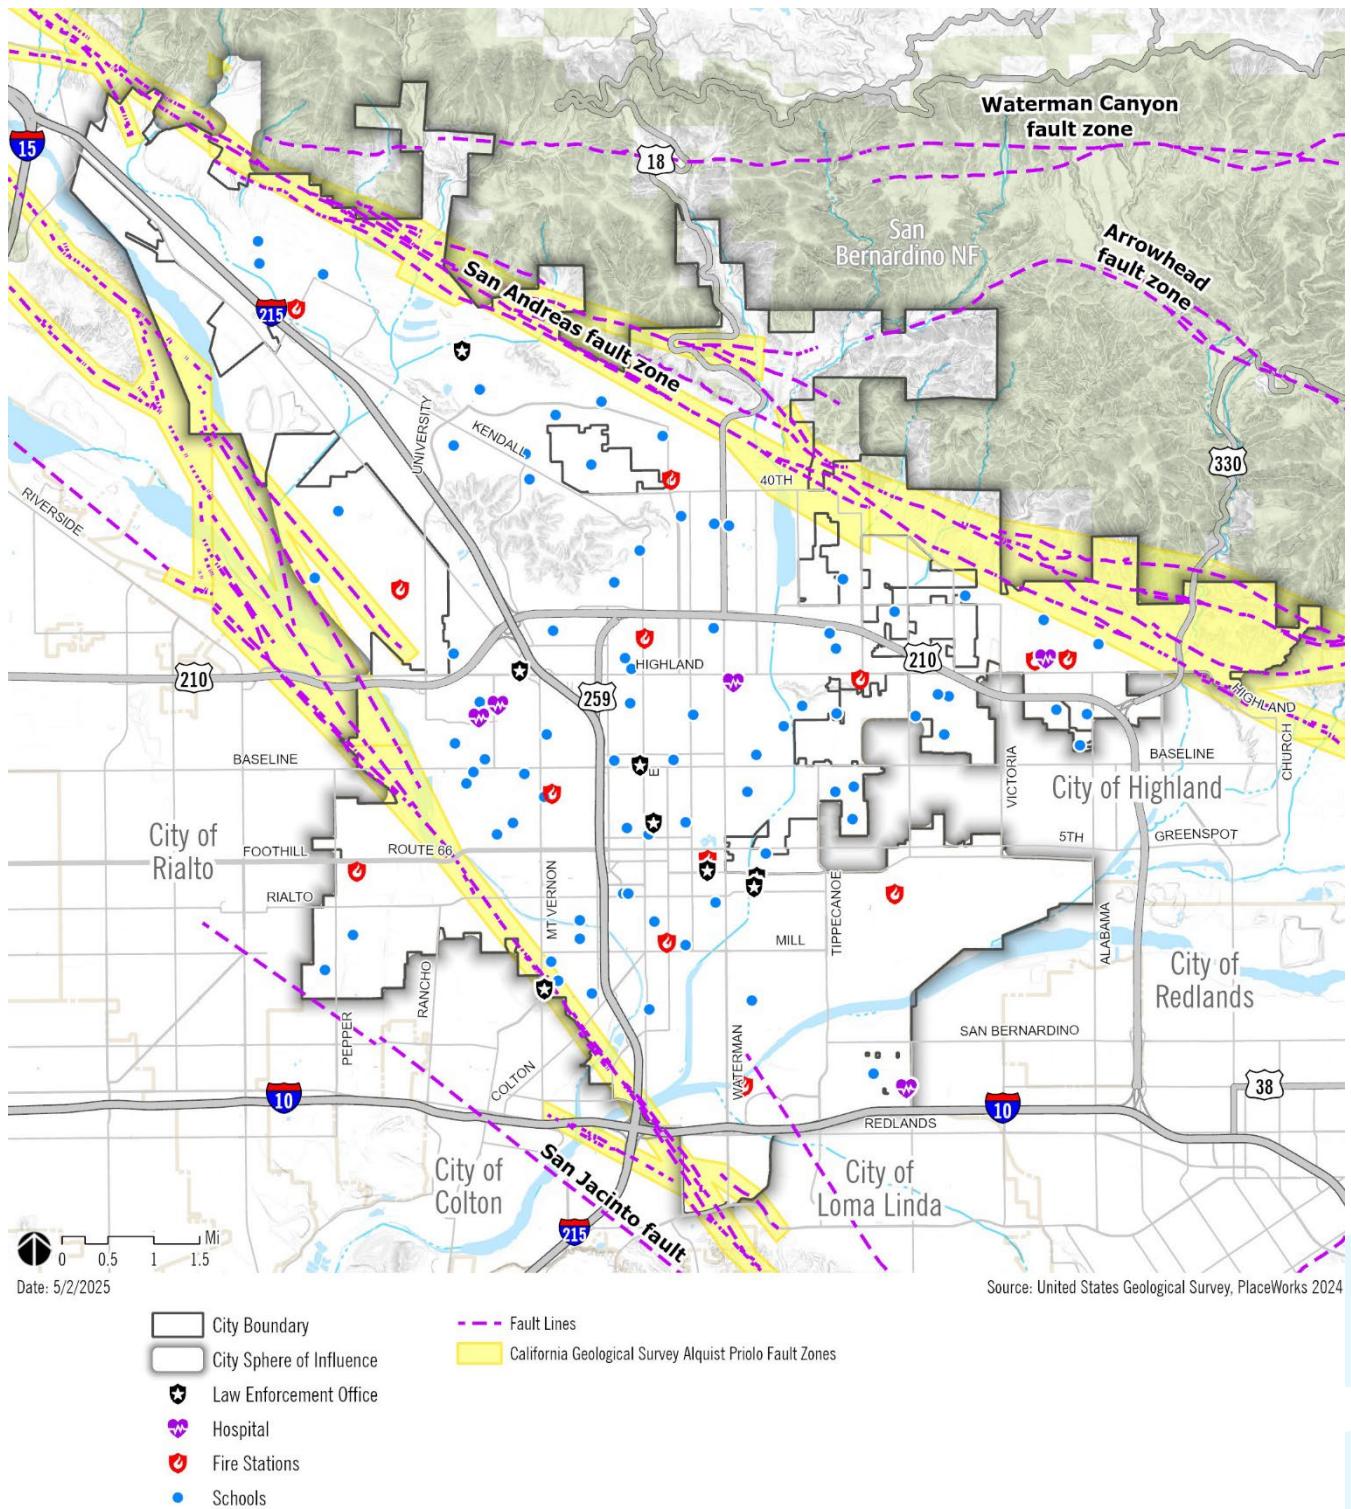 Waterman Canyon
fault zone
15
18
San
Bernardino NF
Arrowhead
fault zone
San Andreas fault zone
215
UNIVERSITY
KENDALL
40TH
330
RIVERSIDE
HIGHLAND
210
210
259
HIGHLAND
BASELINE
E
VICTORIA
BASELINE
CHURCH
City of Highland
City of
Rialto
5TH
GREENSPOT
FOOTHILL
ROUTE 66
RIALTO
MT VERNON
TIPPECANOE
ALABAMA
MILL
City of
Redlands
RANCHO
PEPPER
SAN BERNARDINO
COLTON
WATERMAN
10
10
38
REDLANDS
City of
Colton
San Jacinto fault
City of
Loma Linda
215
0 0.5 1 1.5 Mi
Date: 5/2/2025
Source: United States Geological Survey, PlaceWorks 2024
City Boundary
City Sphere of Influence
Law Enforcement Office
Hospital
Fire Stations
Schools
Fault Lines
California Geological Survey Alquist Priolo Fault Zones